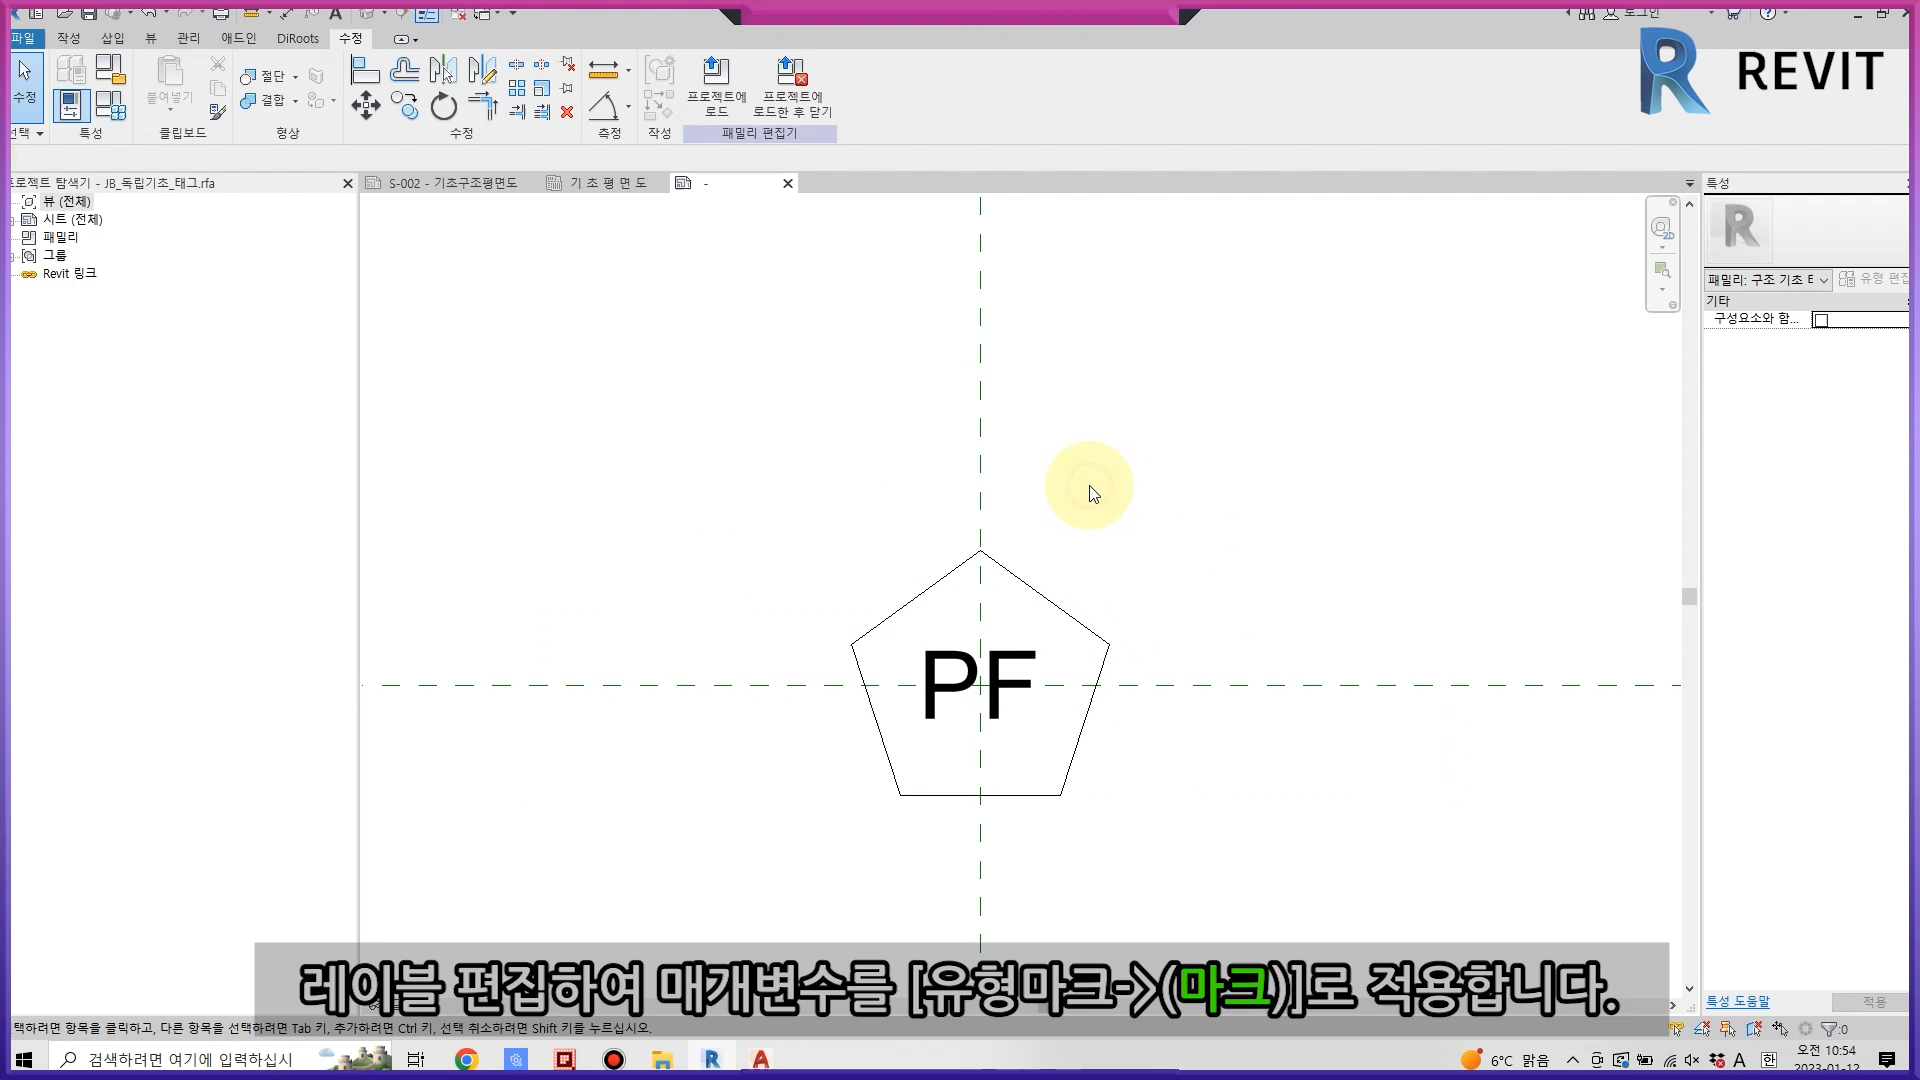 로그인
파일 작성 삽입 뷰 관리 애드인 DiRoots 수정
REVIT
수정
붙여넣기
절단
결합
프로젝트에 로드
프로젝트에 로드한 후 닫기
특성 클립보드 형상 수정 측정 작성 패밀리 편집기
JB_독립기초_태그.rfa
S-002 - 기초구조평면도
기 초 평 면 도
-
특성
뷰 (전체)
시트 (전체)
패밀리
그룹
Revit 링크
2D
패밀리: 구조 기초
유형
기타
구성요소와 함...
PF
레이블 편집하여 매개변수를 [유형마크->(마크)]로 적용합니다.
특성 도움말
적용
택하려면 항목을 클릭하고, 다른 항목을 선택하려면 Tab 키, 추가하려면 Ctrl 키, 선택 취소하려면 Shift 키를 누르십시오.
:0
검색하려면 여기에 입력하십시
6°C 맑음
A
한
오전 10:54
2023-01-12